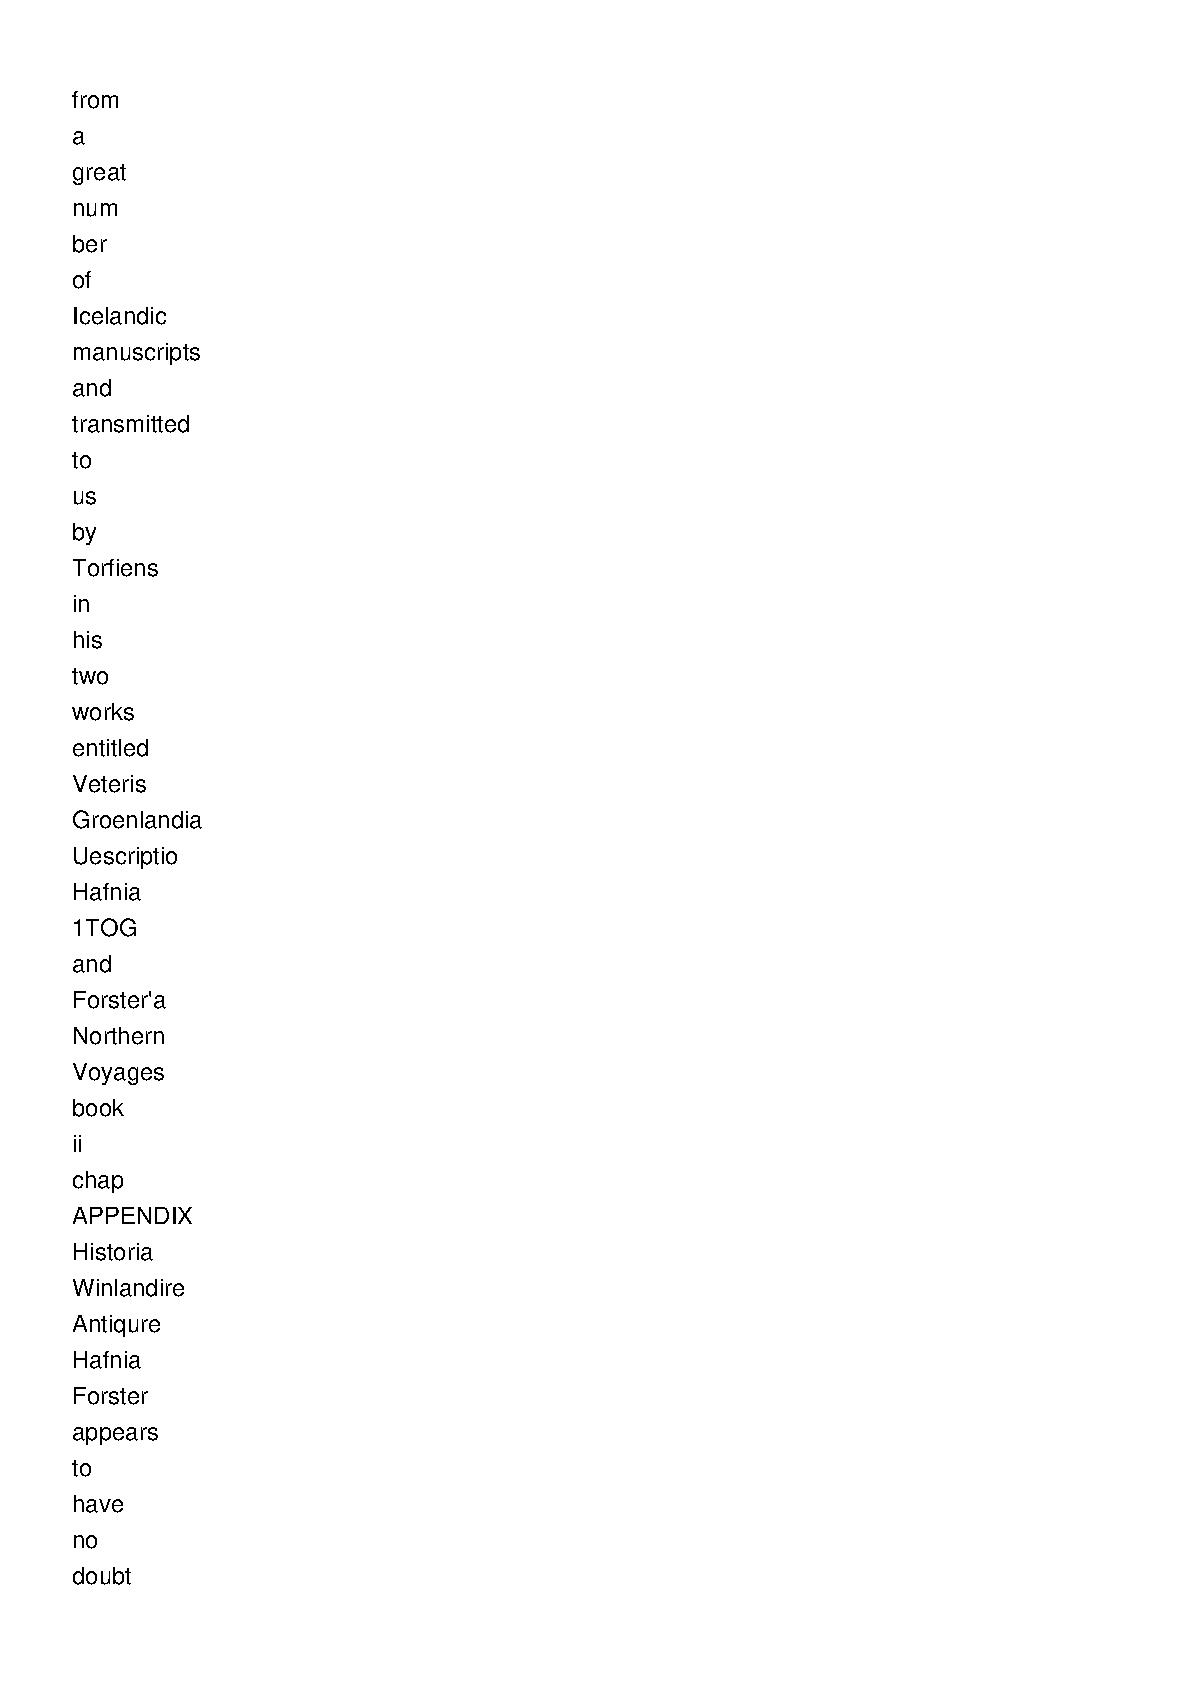 from
a
great
num
ber
of
Icelandic
manuscripts
and
transmitted
to
us
by
Torfiens
in
his
two
works
entitled
Veteris
Groenlandia
Uescriptio
Hafnia
1TOG
and
Forster'a
Northern
Voyages
book
ii
chap
APPENDIX
Historia
Winlandire
Antiqure
Hafnia
Forster
appears
to
have
no
doubt